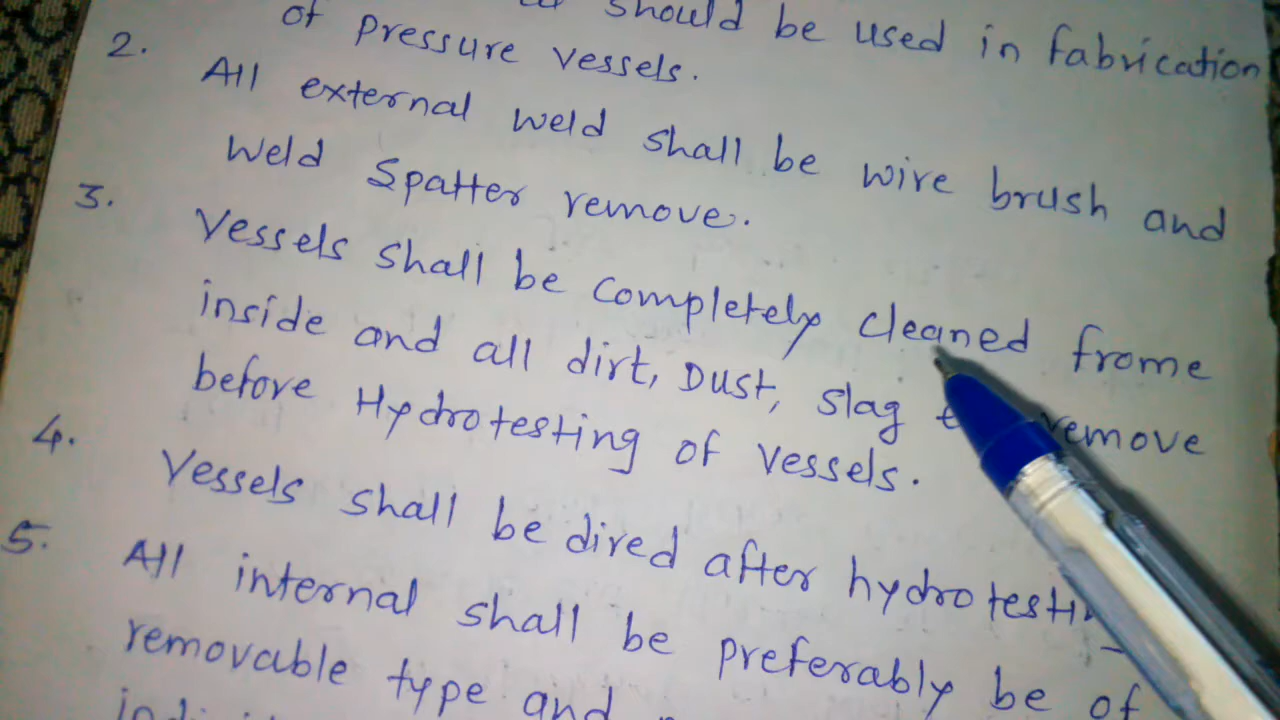 should be used in fabrication
of pressure vessels.
2. All external weld shall be wire brush and
weld spatter remove.
3. Vessels shall be completely cleaned frome
inside and all dirt, Dust, slag remove
before Hydrotesting of vessels.
4. Vessels shall be dired after
5. All internal shall be preferably be of
removable type and